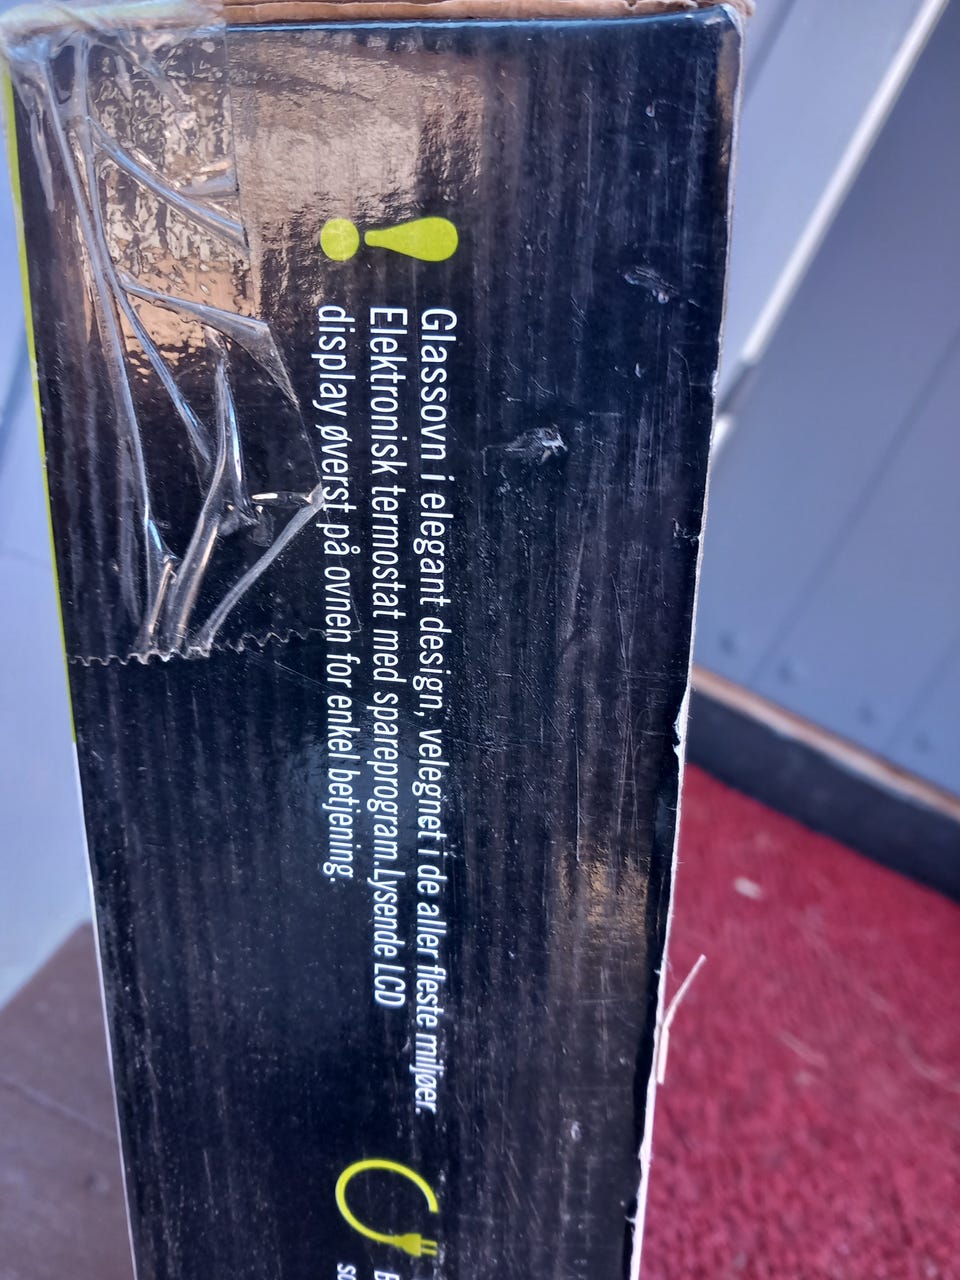 Glassovn i elegant design, velegnet i de aller fleste miljøer.
Elektronisk termostat med spareprogram.Lysende LCD
display øverst på ovnen for enkel betjening.